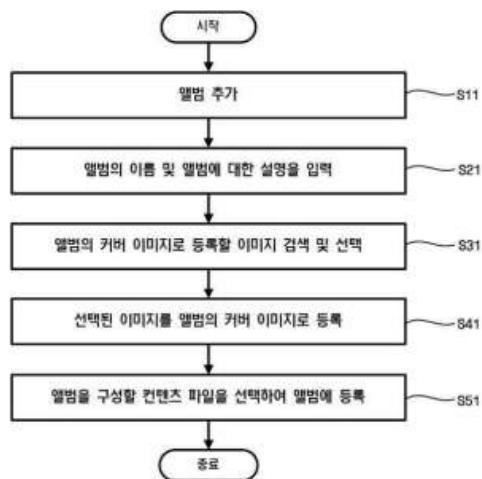 시작
앨범 추가
S11
앨범의 이름 및 앨범에 대한 설명을 입력
S21
앨범의 커버 이미지로 등록할 이미지 검색 및 선택
S31
선택된 이미지를 앨범의 커버 이미지로 등록
S41
앨범을 구성할 컨텐츠 파일을 선택하여 앨범에 등록
S51
종료